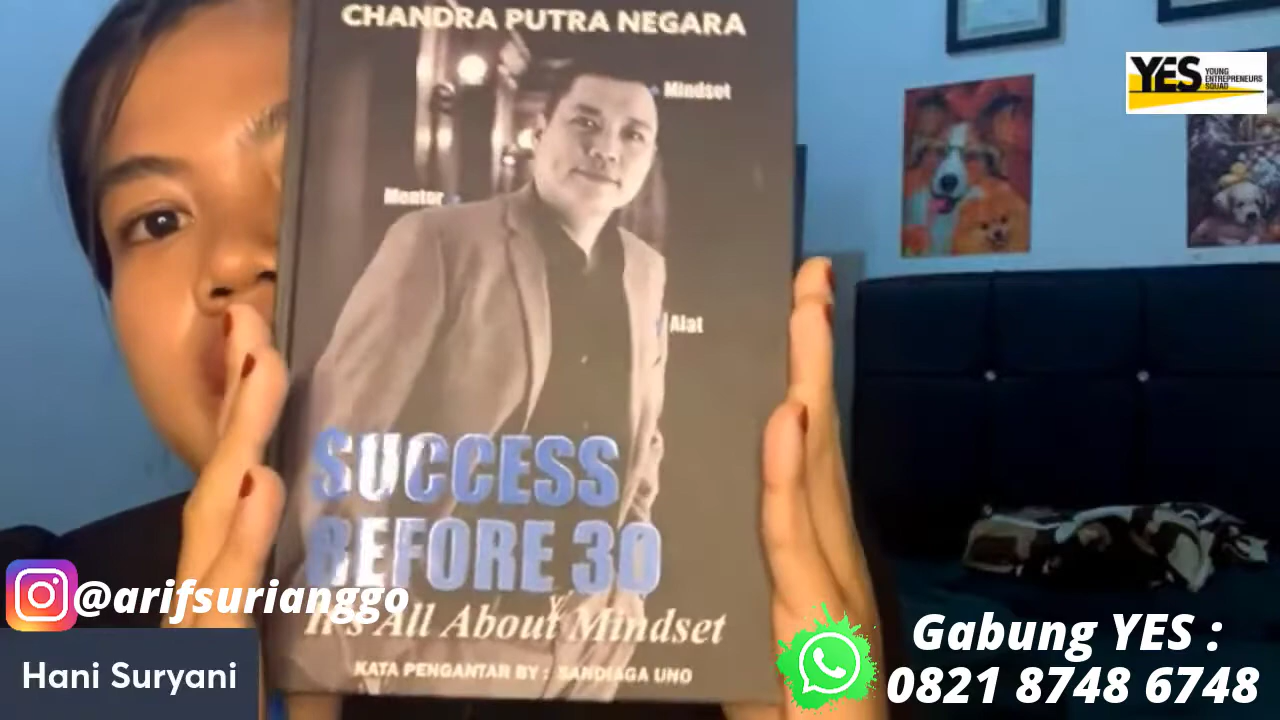 CHANDRA PUTRA NEGARA
Mindset
Mentor
Alat
SUCCESS
BEFORE 30
It's All About Mindset
KATA PENGANTAR BY : SANDIAGA UNO
YES YOUNG
ENTREPRENEURS
SQUAD
@arifsurianggo
Hani Suryani
Gabung YES :
0821 8748 6748